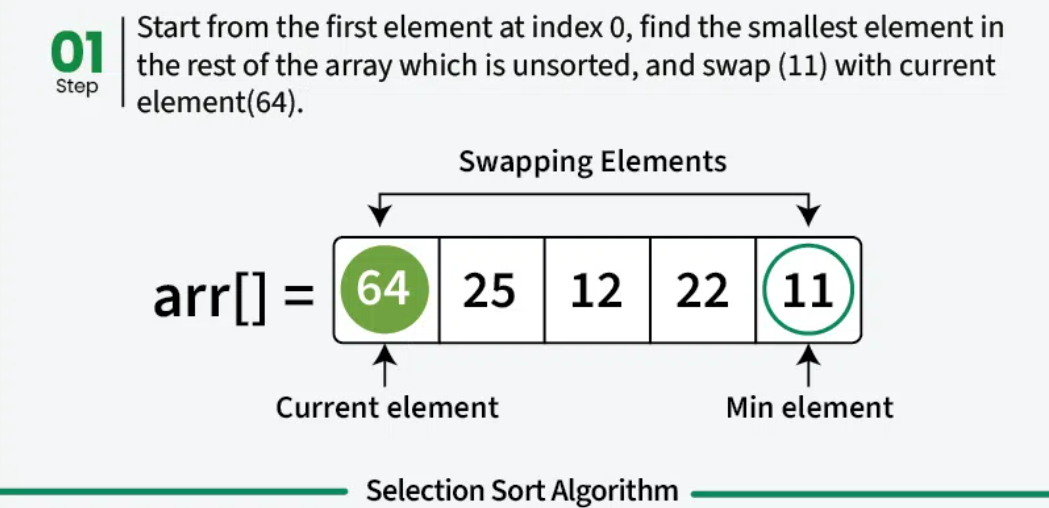 01
Step
Start from the first element at index 0, find the smallest element in
the rest of the array which is unsorted, and swap (11) with current
element(64).
Swapping Elements
arr[] = 64 25 12 22 11
Current element Min element
Selection Sort Algorithm